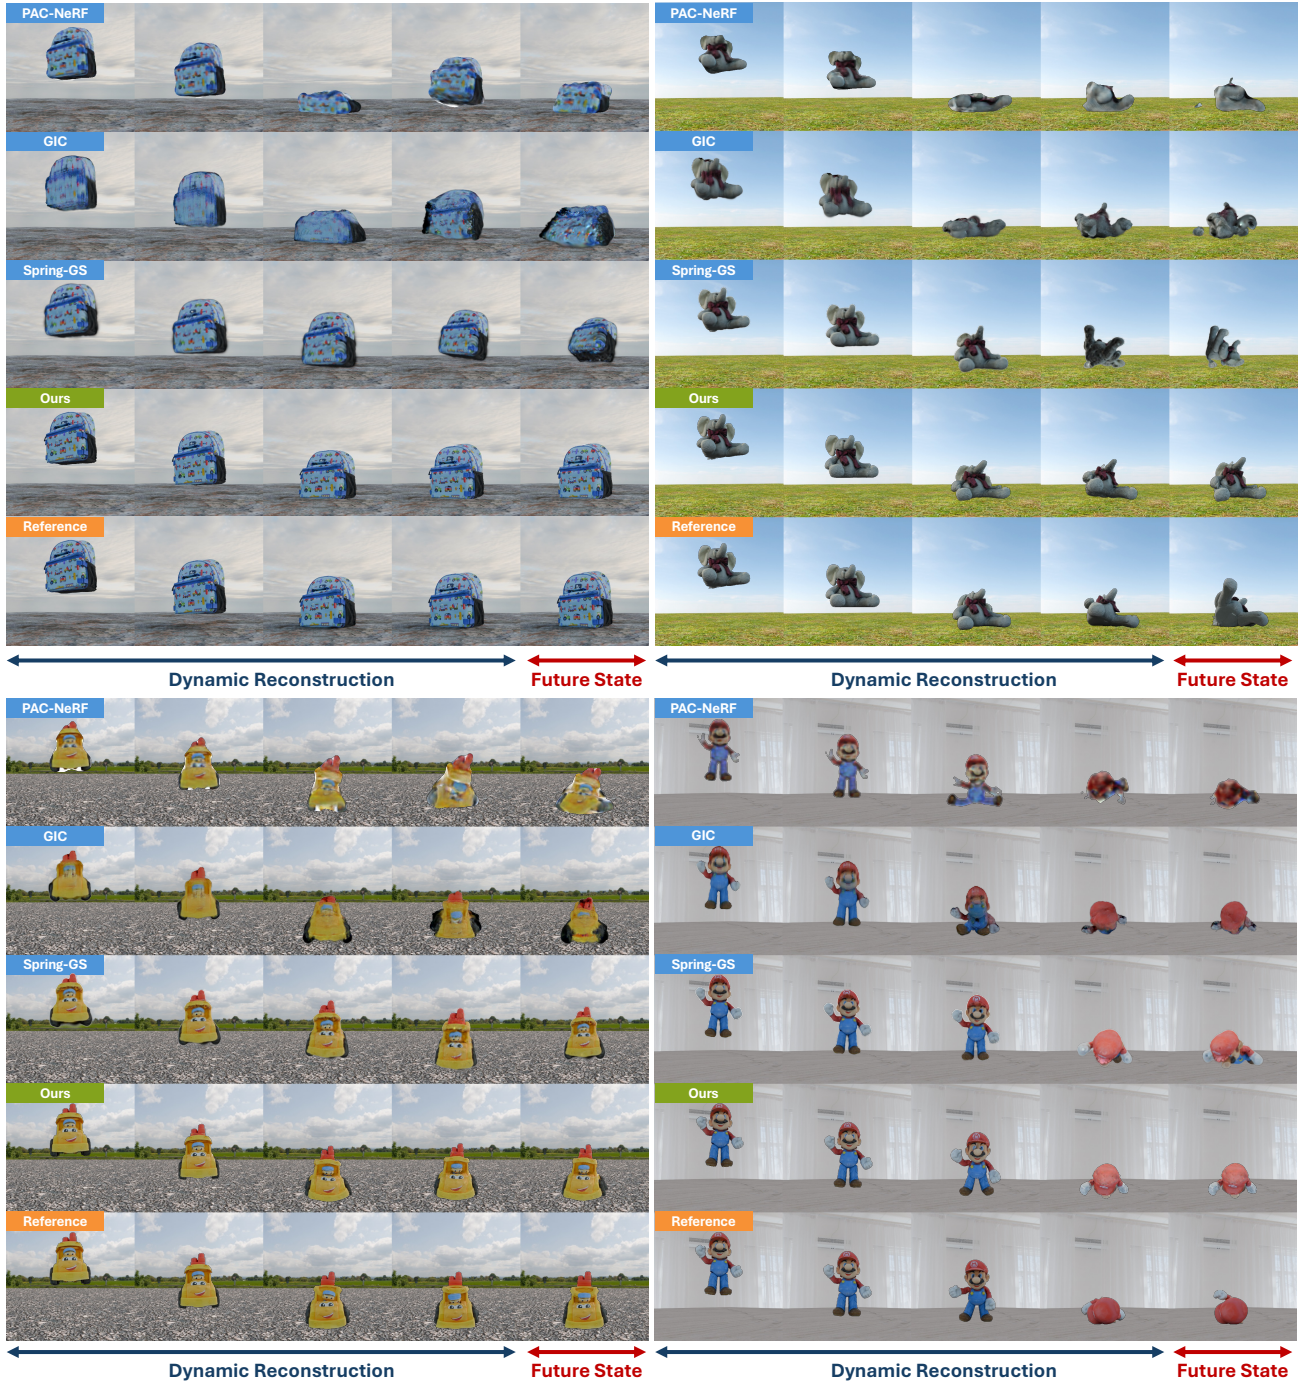 PAC-NeRF
GIC
Spring-GS
Ours
Reference
Dynamic Reconstruction
Future State
PAC-NeRF
GIC
Spring-GS
Ours
Reference
Dynamic Reconstruction
Future State
PAC-NeRF
GIC
Spring-GS
Ours
Reference
Dynamic Reconstruction
Future State
PAC-NeRF
GIC
Spring-GS
Ours
Reference
Dynamic Reconstruction
Future State